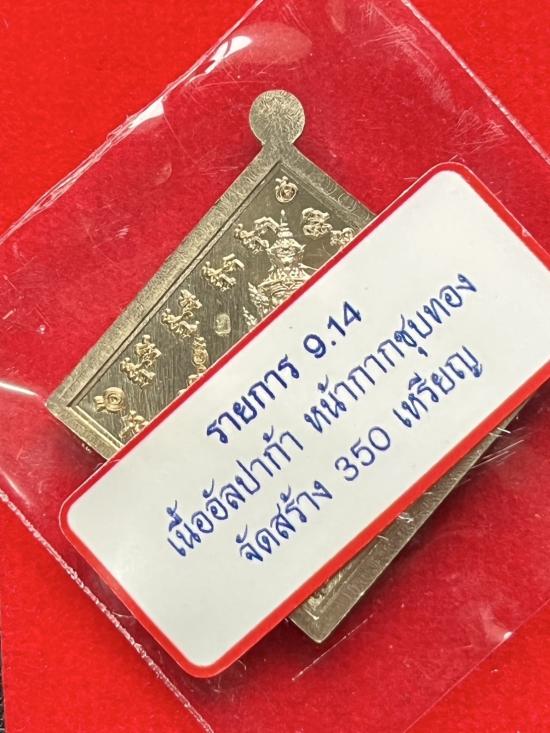 รายการ 9.14
เนื้ออัลปาก้า หน้ากากชุบทอง
จัดสร้าง 350 เหรียญ